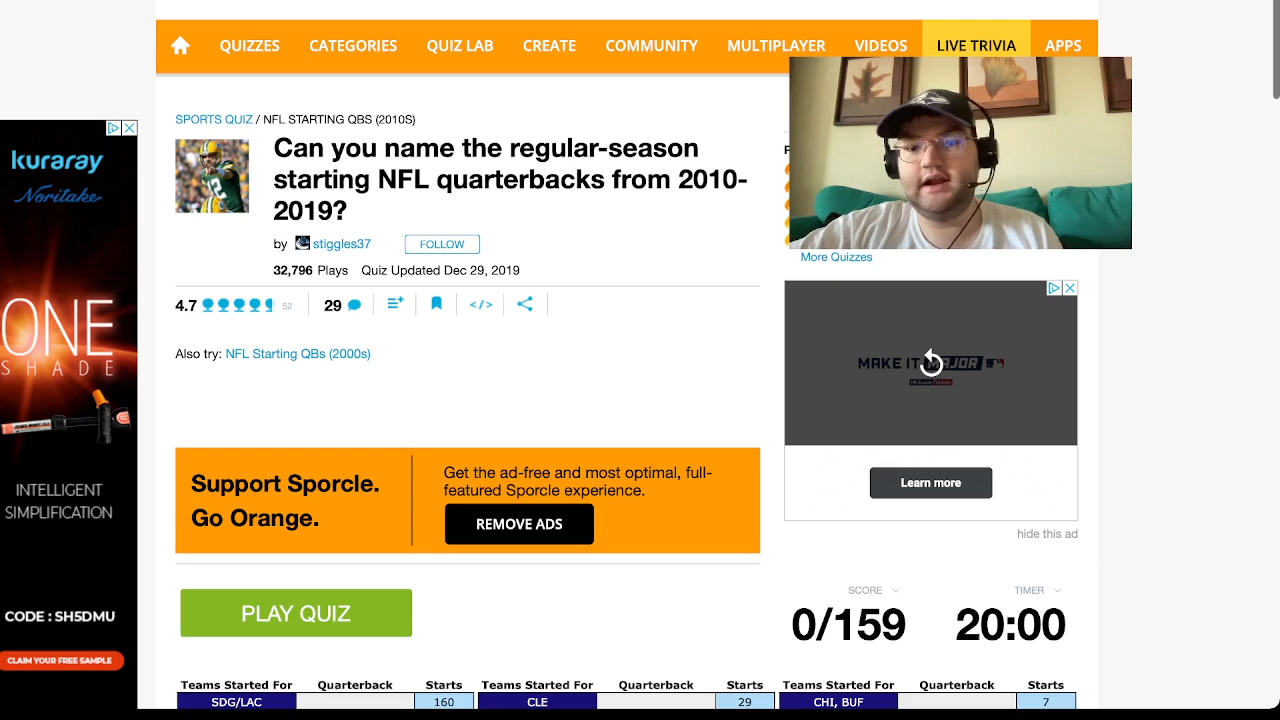 QUIZZES CATEGORIES QUIZ LAB CREATE COMMUNITY MULTIPLAYER VIDEOS LIVE TRIVIA APPS
SPORTS QUIZ / NFL STARTING QBS (2010S)
Can you name the regular-season
starting NFL quarterbacks from 2010-
2019?
by stiggles37 FOLLOW
32,796 Plays Quiz Updated Dec 29, 2019
4.7 52 29 </>
Also try: NFL Starting QBs (2000s)
Support Sporcle.
Go Orange.
Get the ad-free and most optimal, full-
featured Sporcle experience.
REMOVE ADS
PLAY QUIZ
More Quizzes
MAKE IT MAJOR
Learn more
hide this ad
SCORE TIMER
0/159 20:00
Teams Started For Quarterback Starts Teams Started For Quarterback Starts Teams Started For Quarterback Starts
SDG/LAC 160 CLE 29 CHI, BUF 7
kuraray
Noritake
ONE
SHADE
INTELLIGENT
SIMPLIFICATION
CODE : SH5DMU
CLAIM YOUR FREE SAMPLE